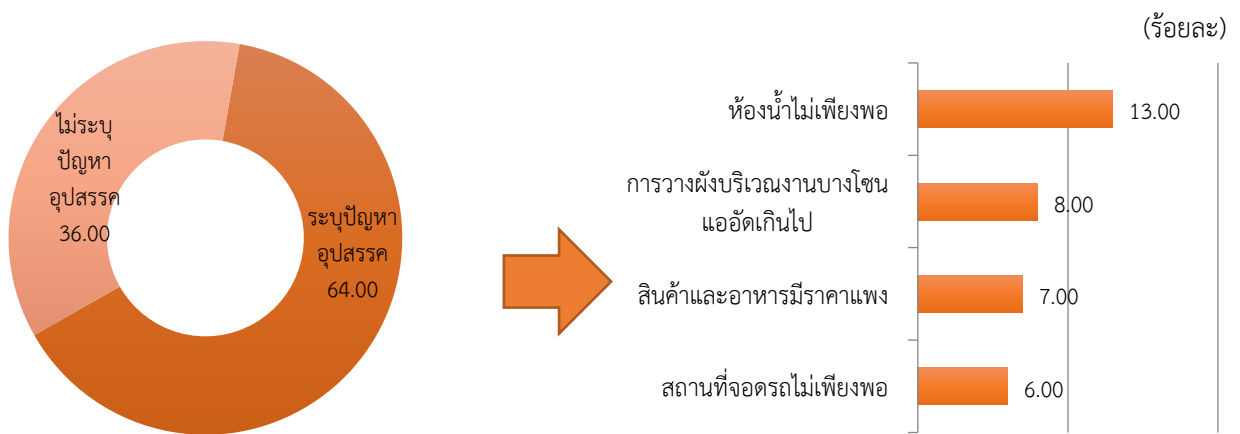 ไม่ระบุ
ปัญหา
อุปสรรค
36.00
ระบุปัญหา
อุปสรรค
64.00
(ร้อยละ)
ห้องน้ำไม่เพียงพอ
13.00
การวางผังบริเวณงานบางโซน
แออัดเกินไป
8.00
สินค้าและอาหารมีราคาแพง
7.00
สถานที่จอดรถไม่เพียงพอ
6.00